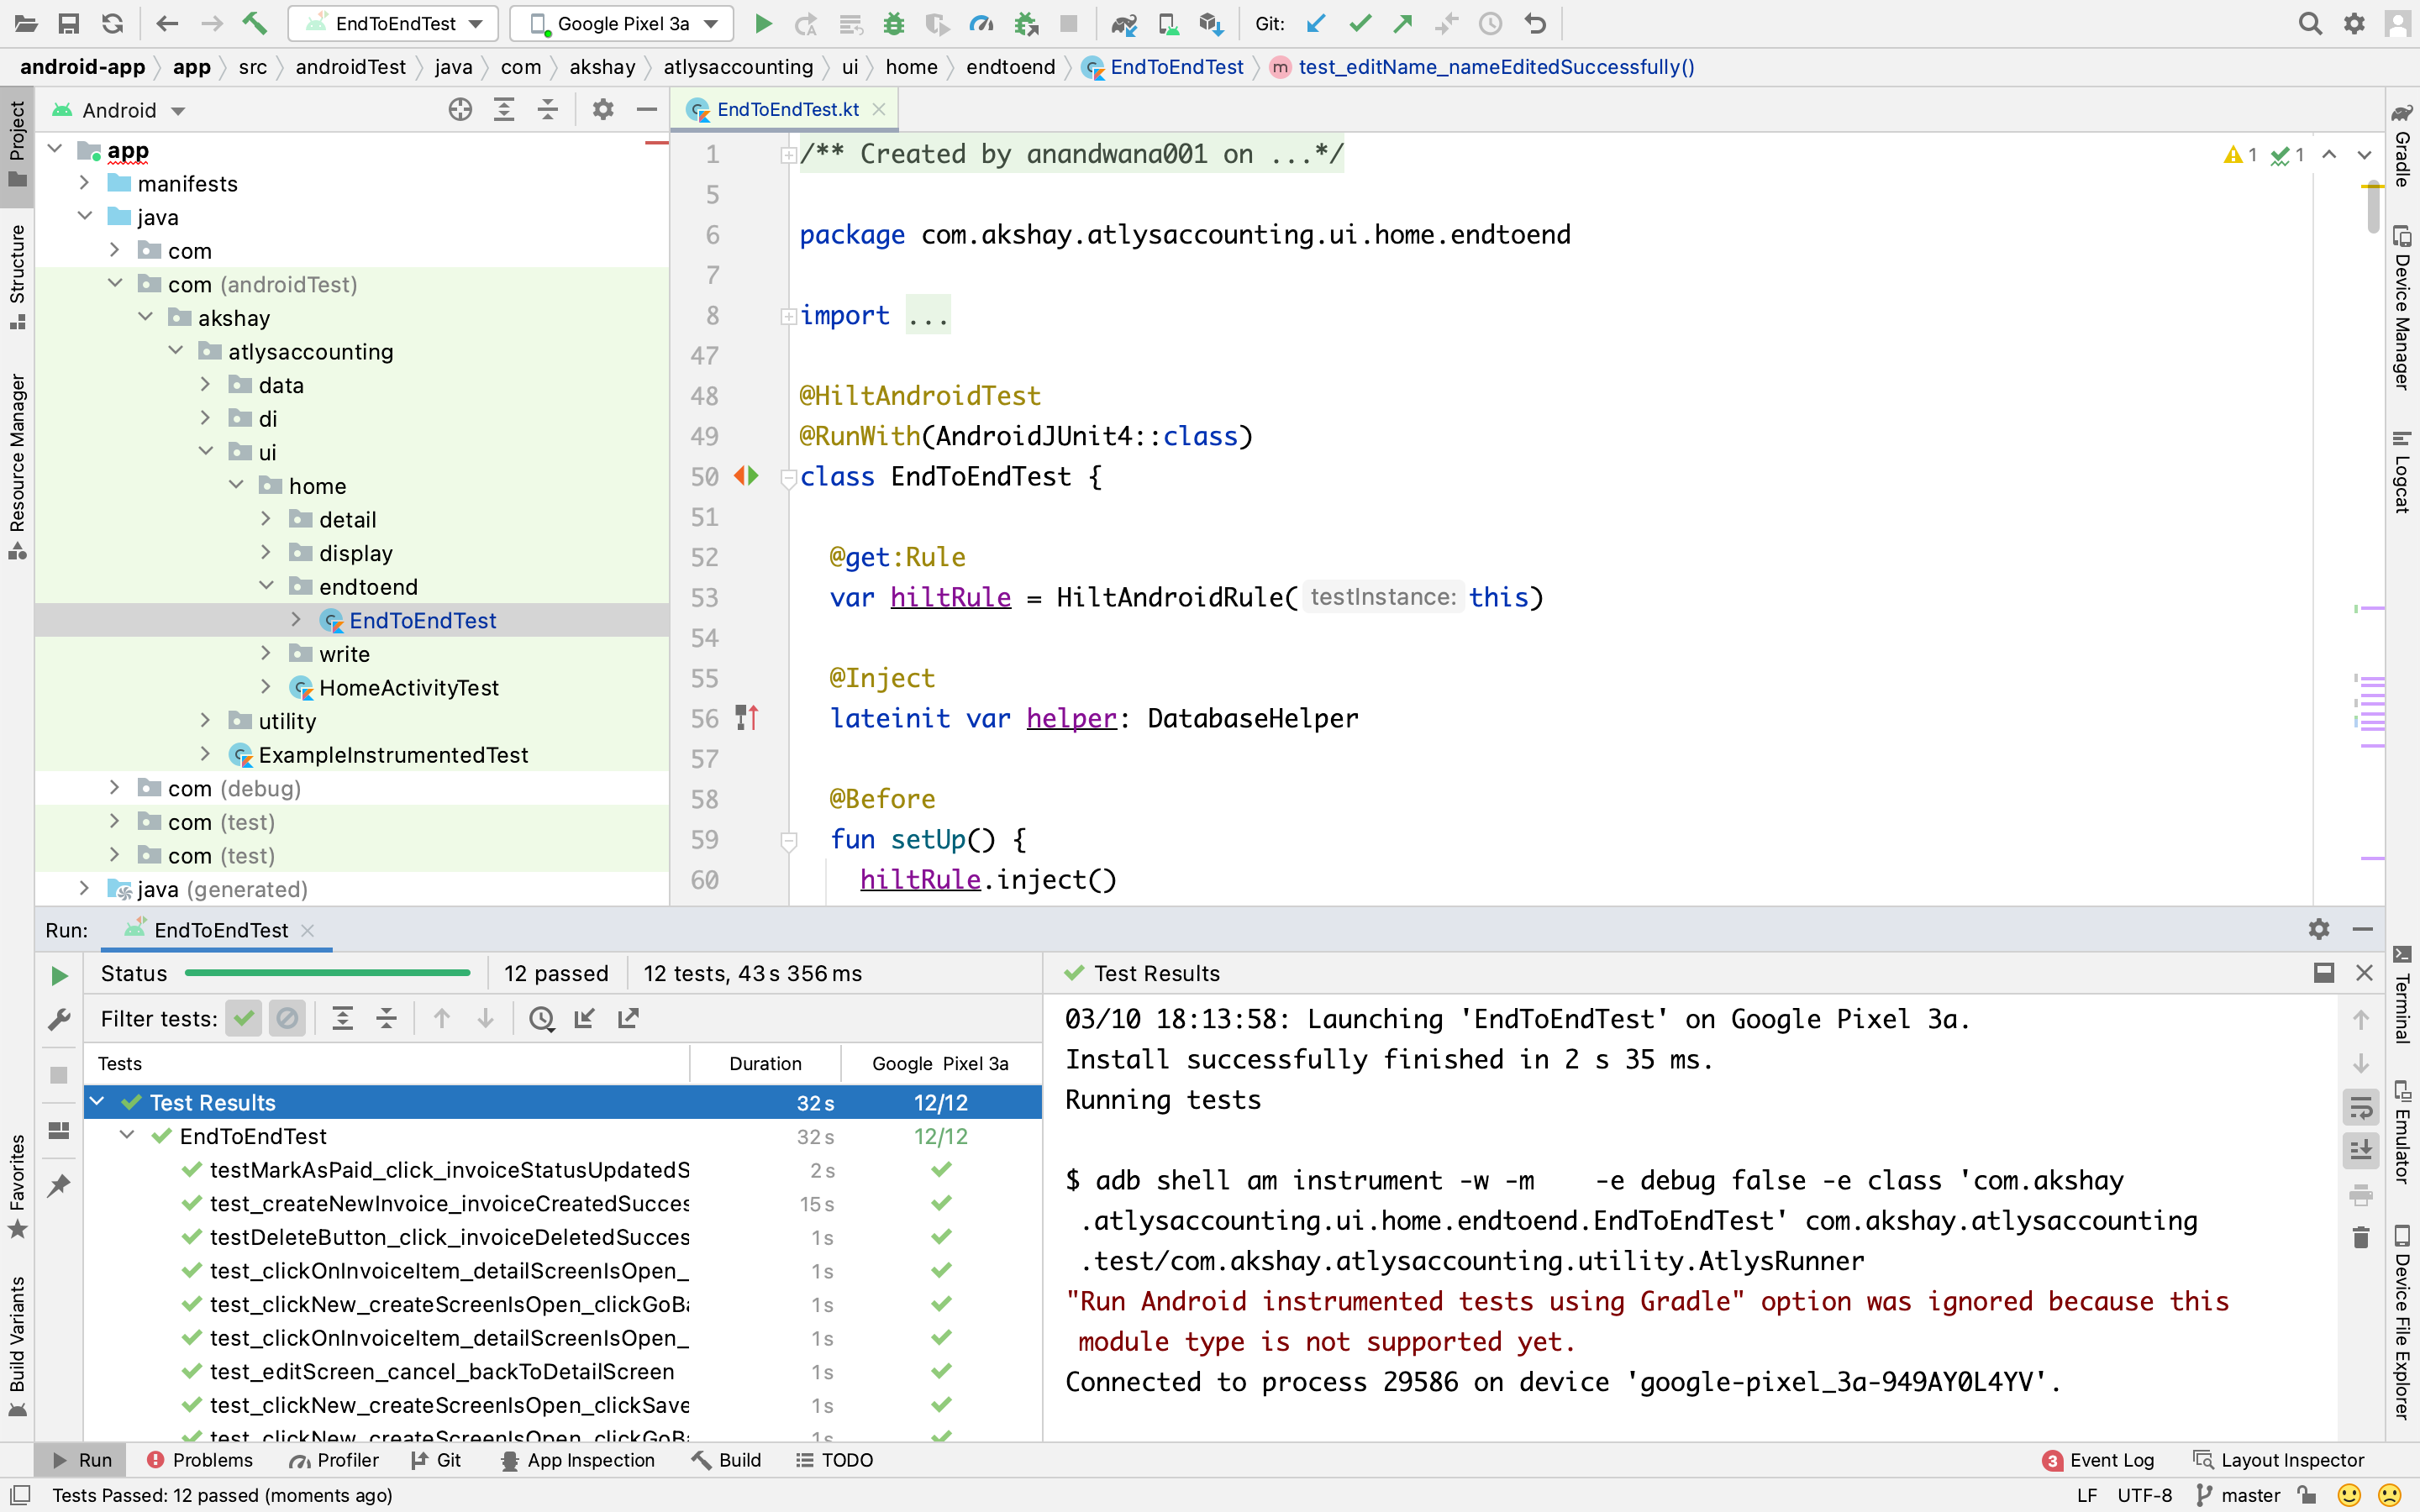 EndToEndTest
Google Pixel 3a
Git:
android-app
app
src
androidTest
java
com
akshay
atlysaccounting
ui
home
endtoend
EndToEndTest
test_editName_nameEditedSuccessfully()
Project
Structure
Resource Manager
Favorites
Build Variants
Android
app
manifests
java
com
com (androidTest)
akshay
atlysaccounting
data
di
ui
home
detail
display
endtoend
EndToEndTest
write
HomeActivityTest
utility
ExampleInstrumentedTest
com (debug)
com (test)
com (test)
java (generated)
EndToEndTest.kt
1 /** Created by anandwana001 on ...*/
5
6 package com.akshay.atlysaccounting.ui.home.endtoend
7
8 import ...
47
48 @HiltAndroidTest
49 @RunWith(AndroidJUnit4::class)
50 class EndToEndTest {
51
52 @get:Rule
53 var hiltRule = HiltAndroidRule( testInstance: this)
54
55 @Inject
56 lateinit var helper: DatabaseHelper
57
58 @Before
59 fun setUp() {
60 hiltRule.inject()
1 1
Gradle
Device Manager
Logcat
Terminal
Emulator
Device File Explorer
Run: EndToEndTest
Status 12 passed 12 tests, 43 s 356 ms
Filter tests:
Tests Duration Google Pixel 3a
Test Results 32 s 12/12
EndToEndTest 32 s 12/12
testMarkAsPaid_click_invoiceStatusUpdatedS 2 s
test_createNewInvoice_invoiceCreatedSucces 15 s
testDeleteButton_click_invoiceDeletedSucces 1 s
test_clickOnInvoiceItem_detailScreenIsOpen_ 1 s
test_clickNew_createScreenIsOpen_clickGoBa 1 s
test_clickOnInvoiceItem_detailScreenIsOpen_ 1 s
test_editScreen_cancel_backToDetailScreen 1 s
test_clickNew_createScreenIsOpen_clickSave 1 s
test_clickNew_createScreenIsOpen_clickGoBa 1 s
Test Results
03/10 18:13:58: Launching 'EndToEndTest' on Google Pixel 3a.
Install successfully finished in 2 s 35 ms.
Running tests
$ adb shell am instrument -w -m    -e debug false -e class 'com.akshay
.atlysaccounting.ui.home.endtoend.EndToEndTest' com.akshay.atlysaccounting
.test/com.akshay.atlysaccounting.utility.AtlysRunner
"Run Android instrumented tests using Gradle" option was ignored because this
module type is not supported yet.
Connected to process 29586 on device 'google-pixel_3a-949AY0L4YV'.
Run
Problems
Profiler
Git
App Inspection
Build
TODO
3 Event Log
Layout Inspector
Tests Passed: 12 passed (moments ago)
LF UTF-8 master